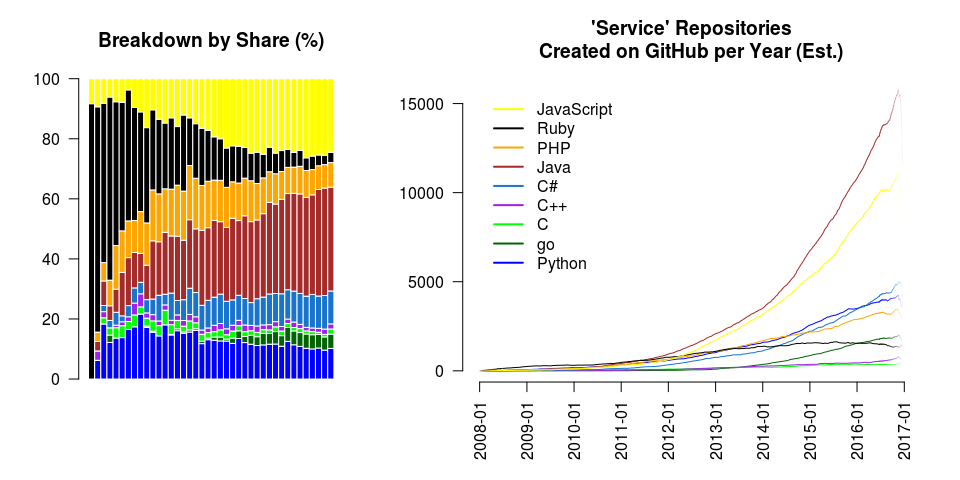 Breakdown by Share (%)
100
80
60
40
20
0
'Service' Repositories
Created on GitHub per Year (Est.)
15000
10000
5000
0
JavaScript
Ruby
PHP
Java
C#
C++
C
go
Python
2008-01
2009-01
2010-01
2011-01
2012-01
2013-01
2014-01
2015-01
2016-01
2017-01